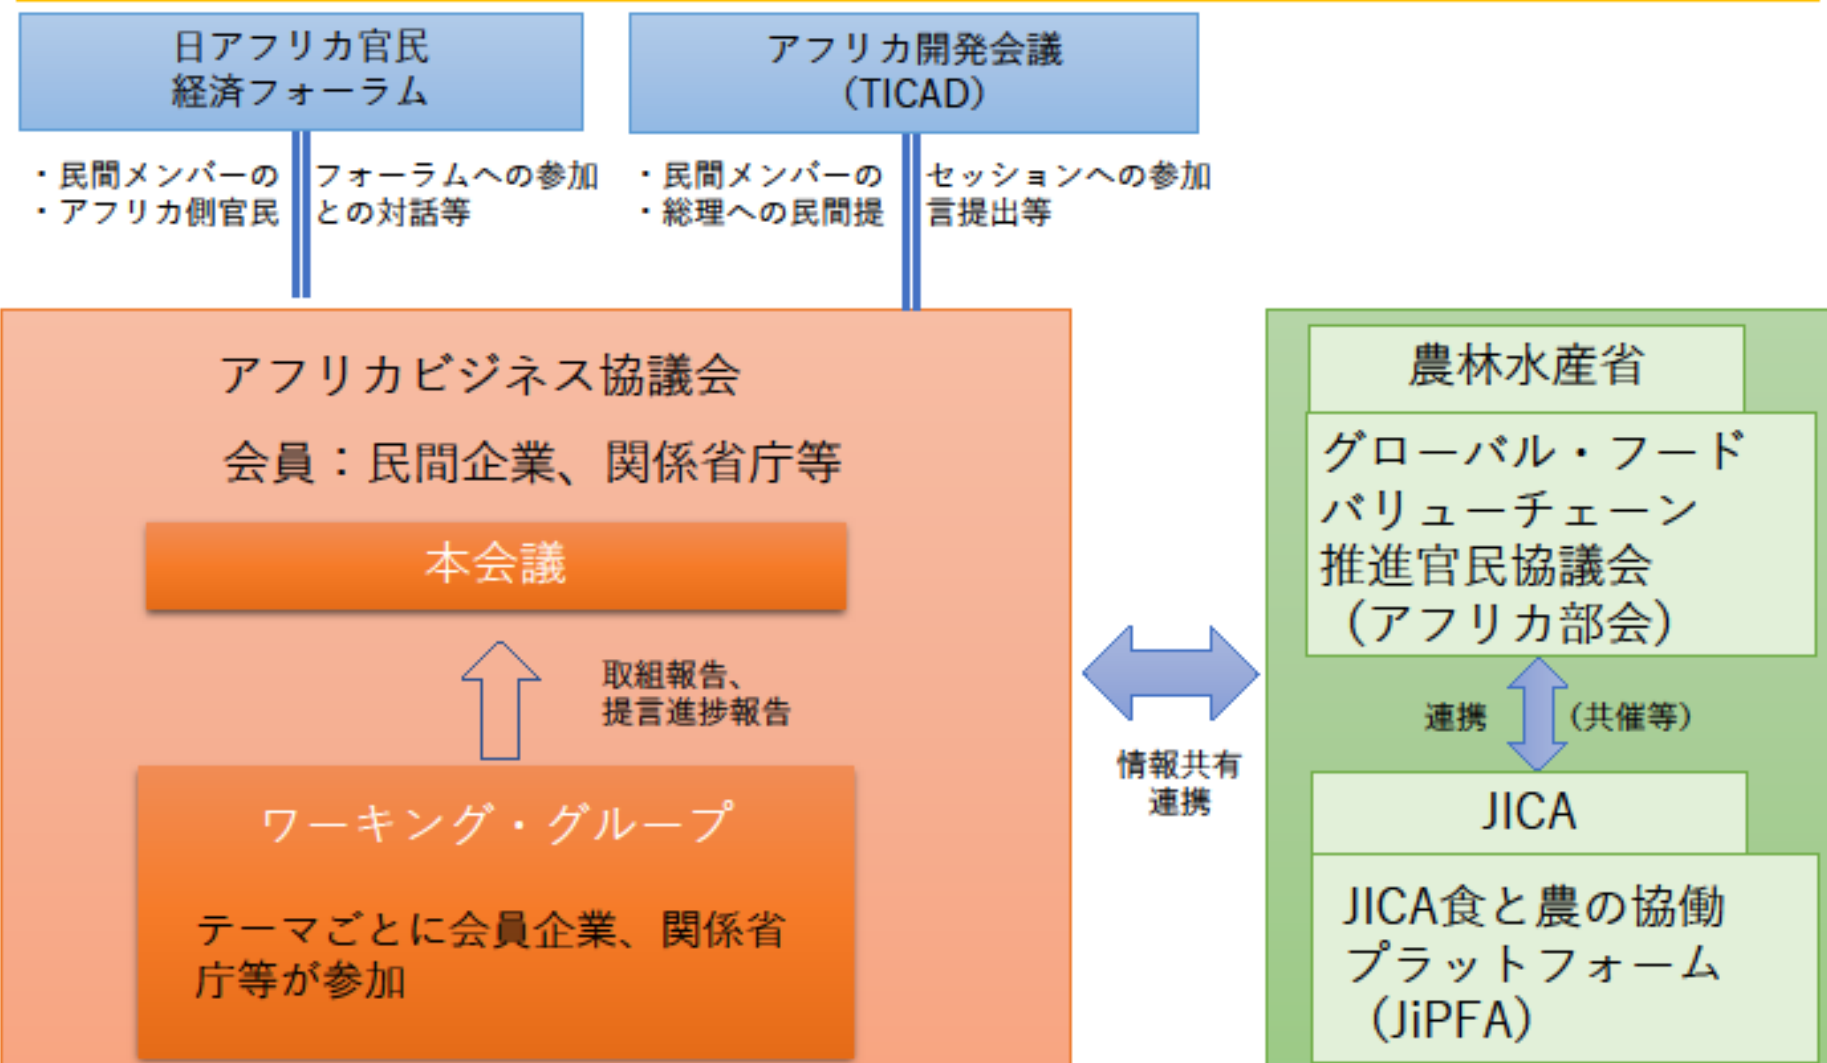 日アフリカ官民
経済フォーラム
アフリカ開発会議
（TICAD）
・民間メンバーの フォーラムへの参加
・アフリカ側官民 との対話等
・民間メンバーの セッションへの参加
・総理への民間提 言提出等
アフリカビジネス協議会
会員：民間企業、関係省庁等
本会議
取組報告、
提言進捗報告
ワーキング・グループ
テーマごとに会員企業、関係省
庁等が参加
情報共有
連携
農林水産省
グローバル・フード
バリューチェーン
推進官民協議会
（アフリカ部会）
連携 （共催等）
JICA
JICA食と農の協働
プラットフォーム
（JiPFA）